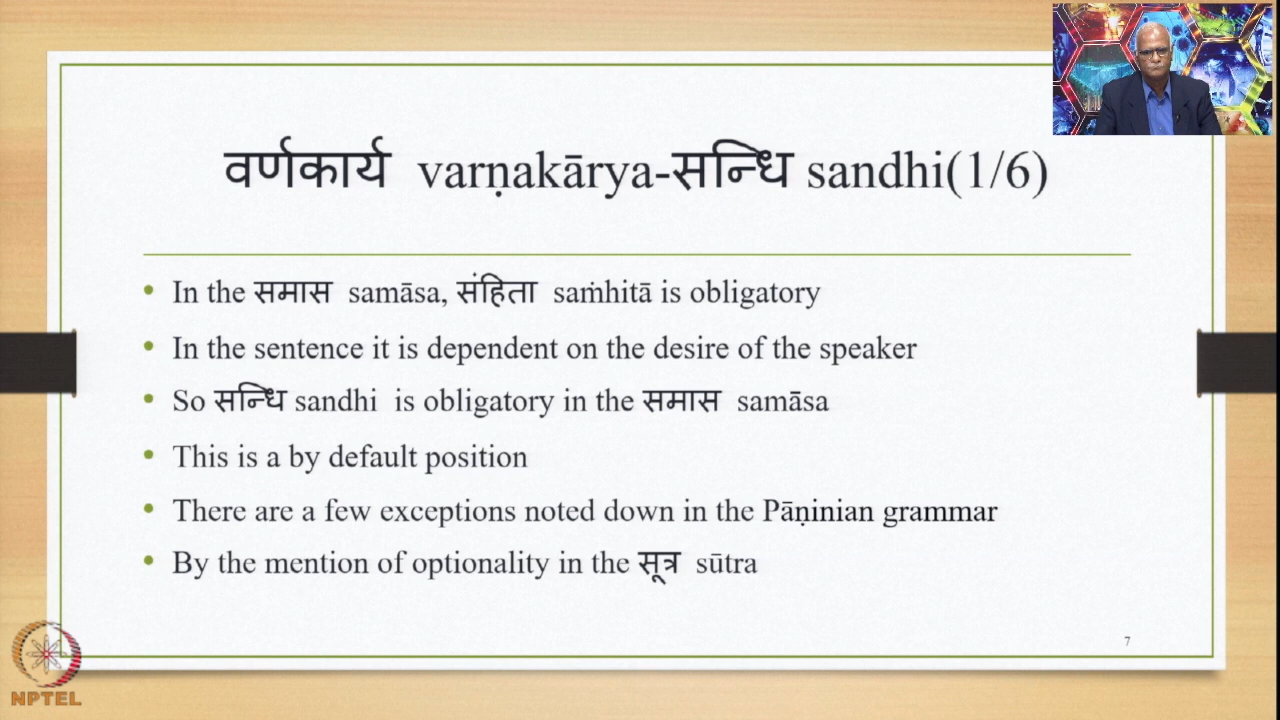 वर्णकार्य varṇakārya-सन्धि sandhi(1/6)
• In the समास samāsa, संहिता saṁhitā is obligatory
• In the sentence it is dependent on the desire of the speaker
• So सन्धि sandhi is obligatory in the समास samāsa
• This is a by default position
• There are a few exceptions noted down in the Pāṇinian grammar
• By the mention of optionality in the सूत्र sūtra
7
NPTEL